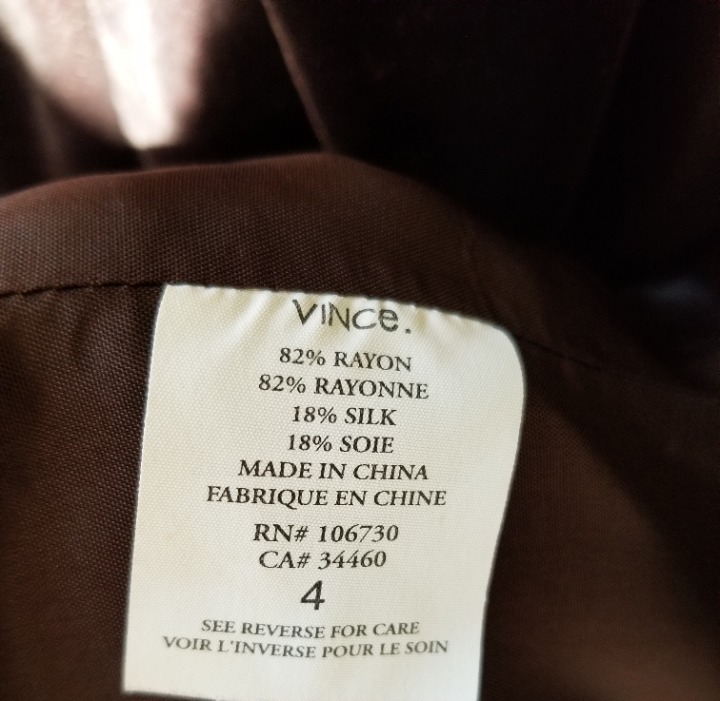 VINCe.
82% RAYON
82% RAYONNE
18% SILK
18% SOIE
MADE IN CHINA
FABRIQUE EN CHINE
RN# 106730
CA# 34460
4
SEE REVERSE FOR CARE
VOIR L'INVERSE POUR LE SOIN